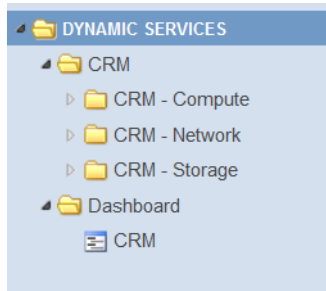 DYNAMIC SERVICES
CRM
CRM - Compute
CRM - Network
CRM - Storage
Dashboard
CRM